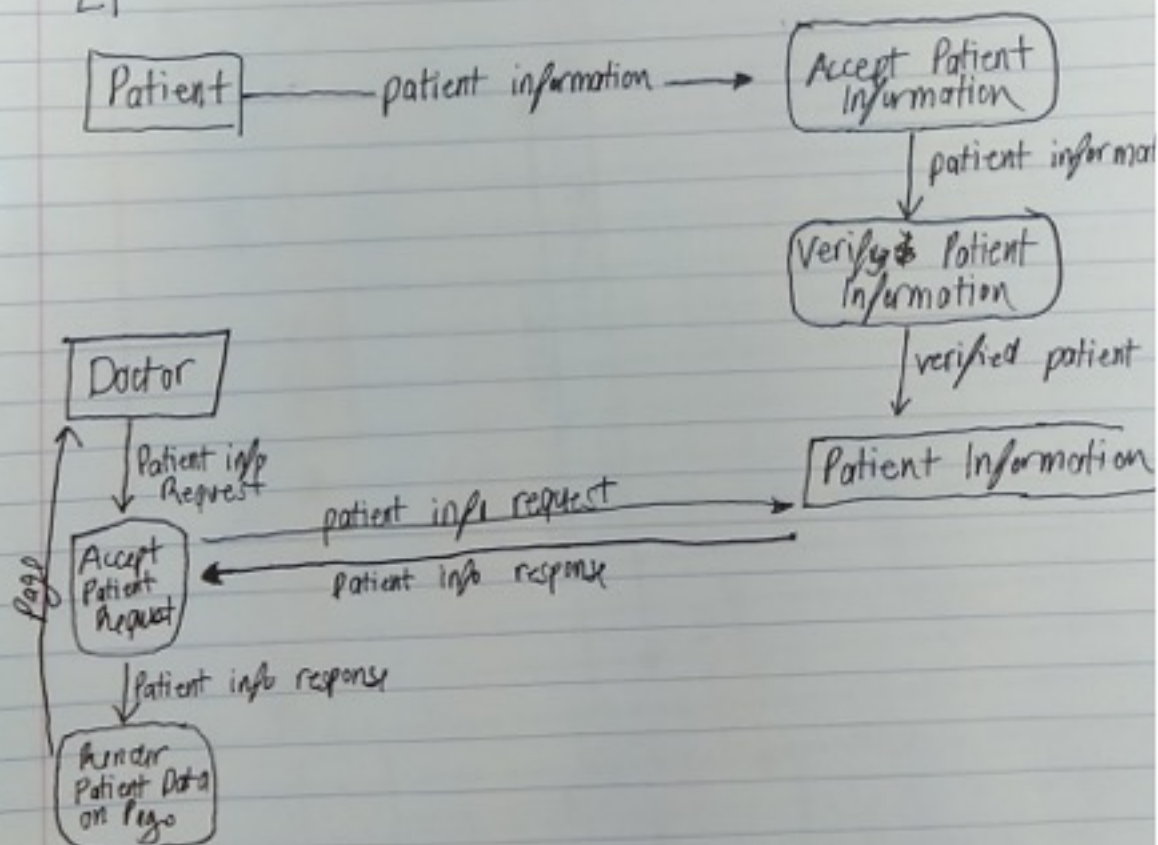 Patient
patient information
Accept Patient
Information
patient informat
Verify Patient
Information
verified patient
Doctor
Patient info
Request
Patient Information
patient info request
Patient info response
Accept
Patient
Request
Page
Patient info response
Render
Patient Data
on Page